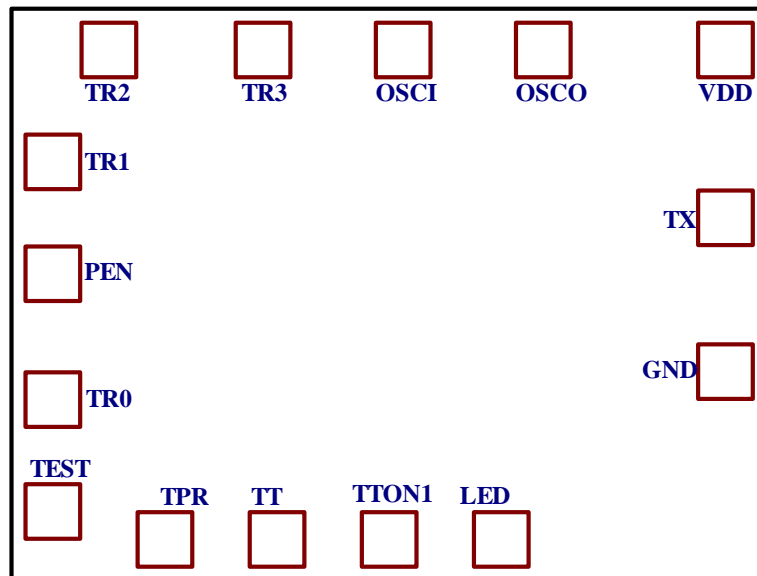 TR2 TR3 OSCI OSCO VDD
TR1
TX
PEN
GND
TR0
TEST
TPR TT TTON1 LED